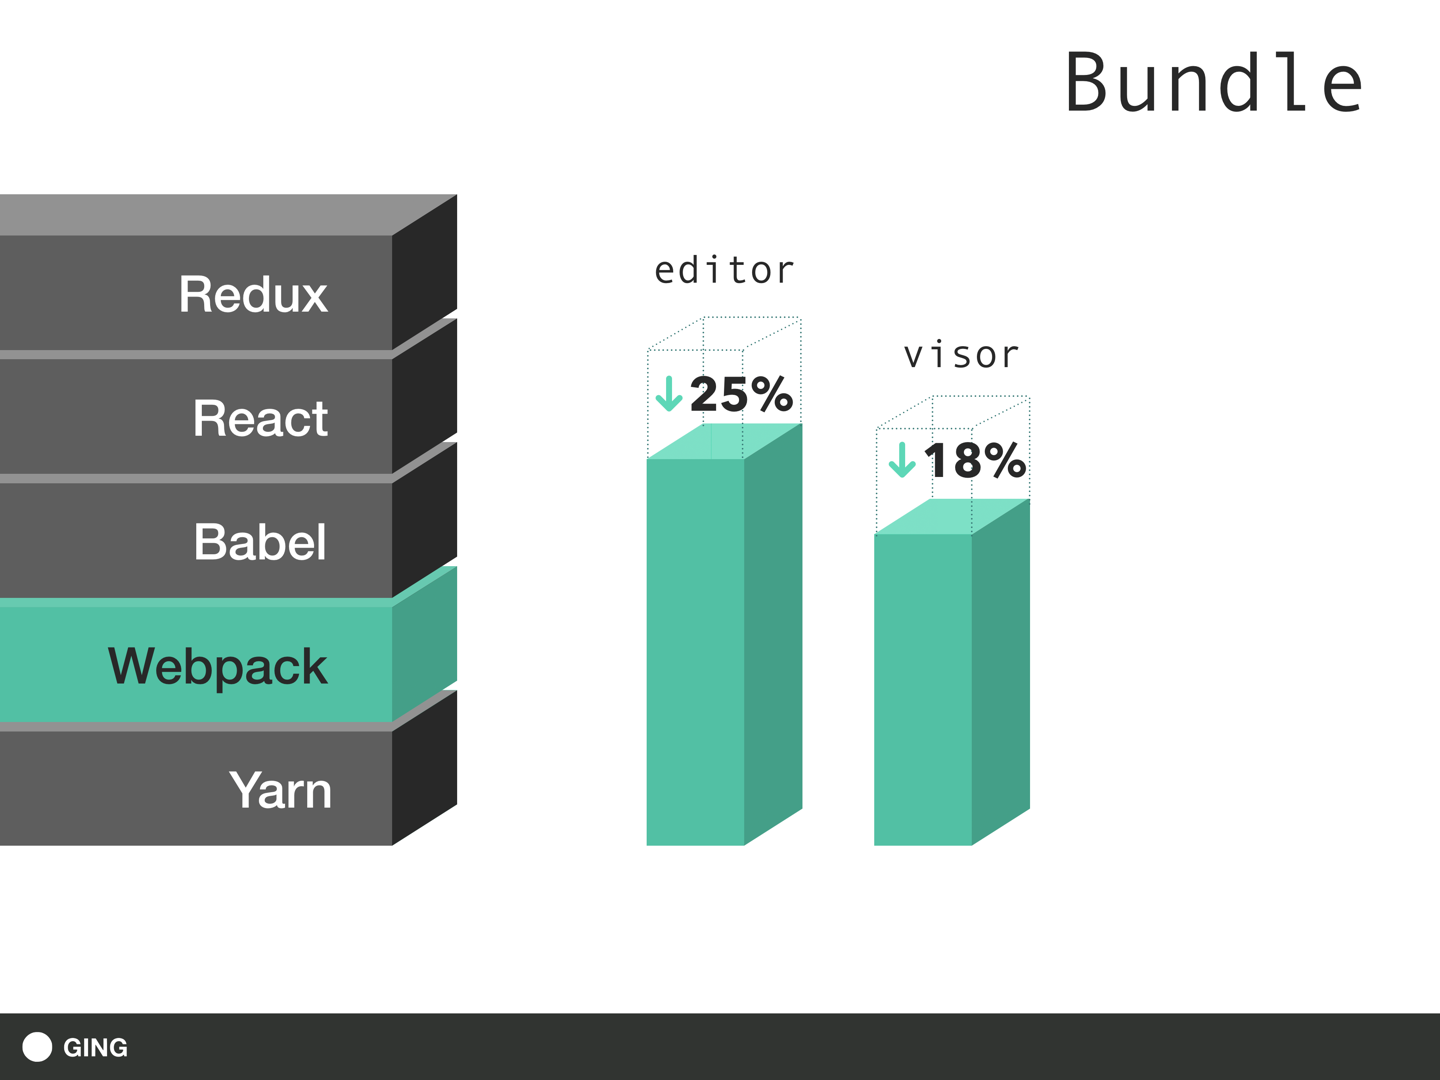 Bundle
Redux
React
Babel
Webpack
Yarn
editor
↓25%
visor
↓18%
GING